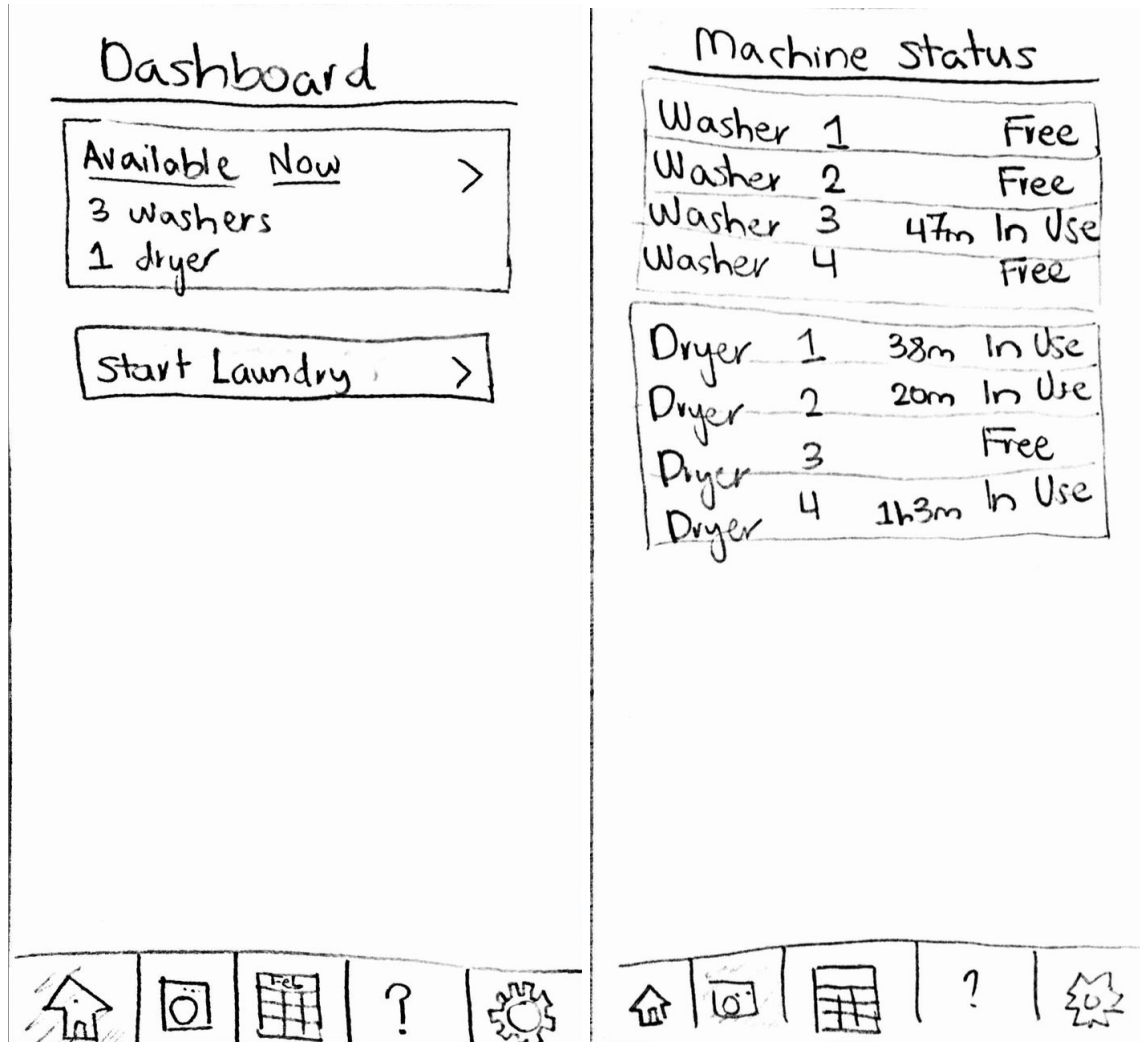 Dashboard
Available Now >
3 washers
1 dryer
Start Laundry >
Feb
?
Machine Status
Washer 1 Free
Washer 2 Free
Washer 3 47m In Use
Washer 4 Free
Dryer 1 38m In Use
Dryer 2 20m In Use
Dryer 3 Free
Dryer 4 1h3m In Use
?